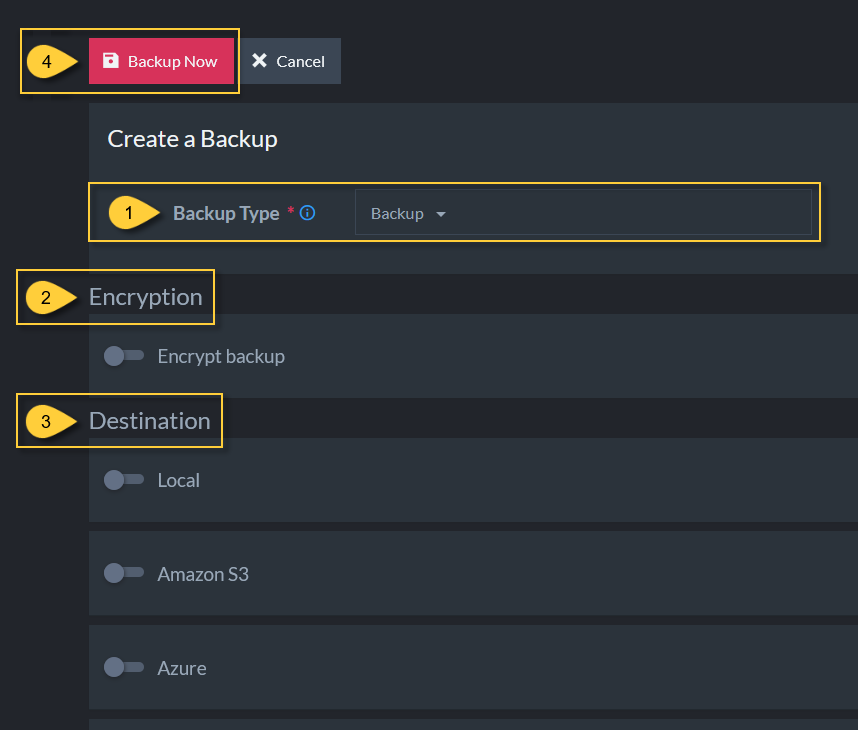 4 Backup Now Cancel
Create a Backup
1 Backup Type * Backup
2 Encryption
Encrypt backup
3 Destination
Local
Amazon S3
Azure